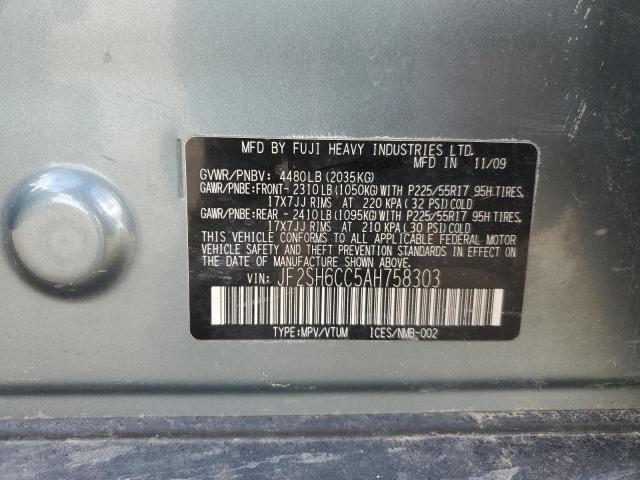 MFD BY FUJI HEAVY INDUSTRIES LTD.
MFD IN 11/09
GVWR/PNBV: 4480LB(2035KG)
GAWR/PNBE:FRONT- 2310LB(1050KG)WITH P225/55R17 95H TIRES,
17X7JJ RIMS AT 220 KPA (32 PSI)COLD
GAWR/PNBE:REAR - 2410LB(1095KG)WITH P225/55R17 95H TIRES,
17X7JJ RIMS AT 210 KPA (30 PSI)COLD
THIS VEHICLE CONFORMS TO ALL APPLICABLE FEDERAL MOTOR
VEHICLE SAFETY AND BUMPER STANDARDS IN EFFECT ON
THE DATE OF MANUFACTURE SHOWN ABOVE.
VIN: JF2SH6CC5AH758303
TYPE:MPV/VTUM ICES/NMB-002